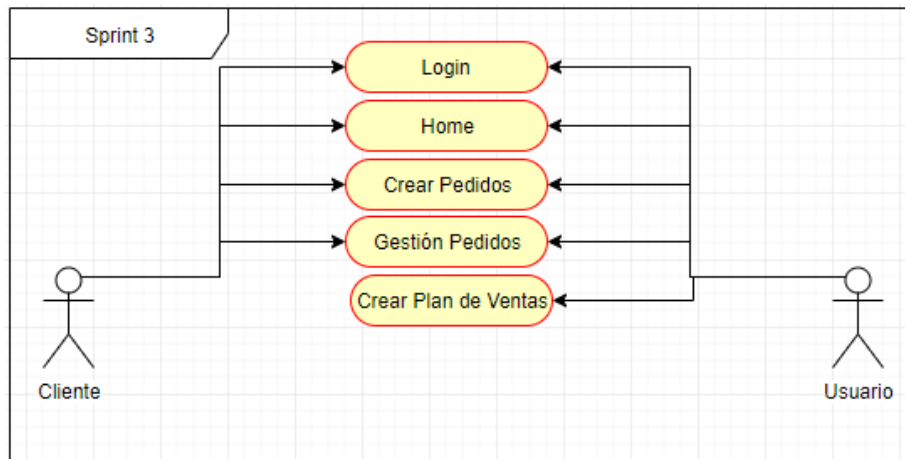 Sprint 3
Login
Home
Crear Pedidos
Gestión Pedidos
Crear Plan de Ventas
Cliente
Usuario